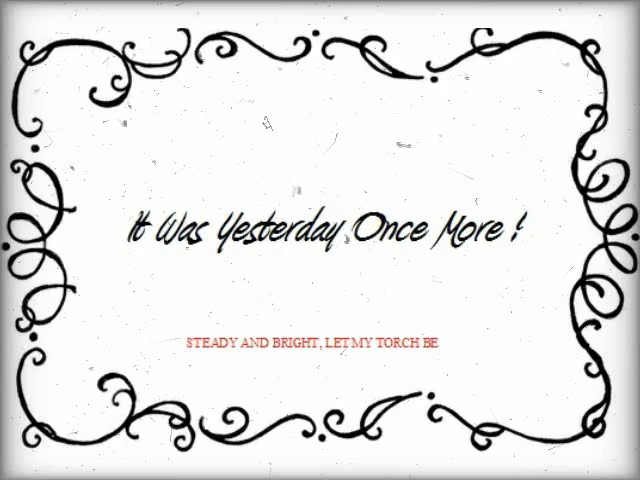 It Was Yesterday Once More !
STEADY AND BRIGHT, LET MY TORCH BE